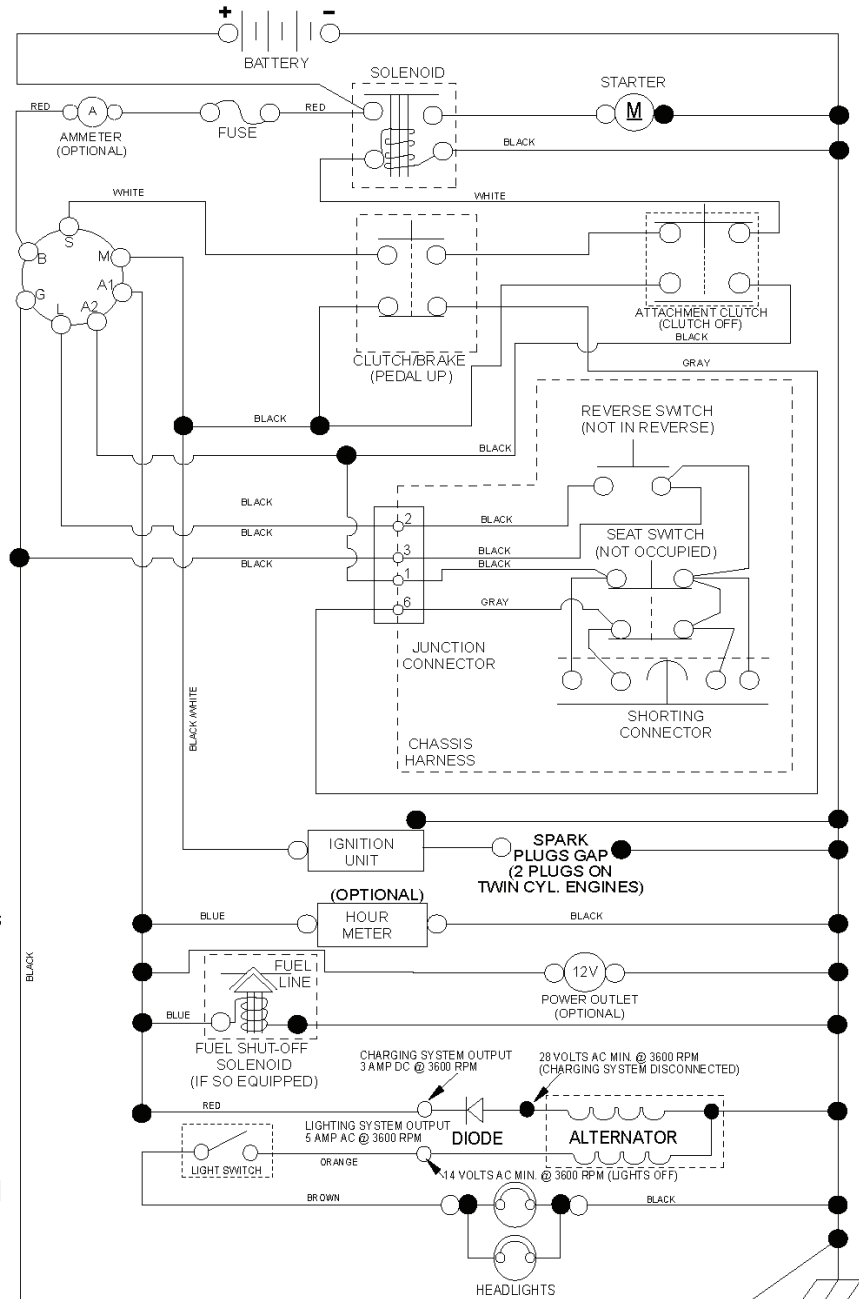 + -
BATTERY
SOLENOID
STARTER
RED
A
RED
M
AMMETER
(OPTIONAL)
FUSE
BLACK
WHITE
WHITE
S
B
M
G
A1
L
A2
ATTACHMENT CLUTCH
(CLUTCH OFF)
BLACK
CLUTCH/BRAKE
(PEDAL UP)
GRAY
REVERSE SWITCH
(NOT IN REVERSE)
BLACK
BLACK
BLACK
2
BLACK
SEAT SWITCH
(NOT OCCUPIED)
BLACK
3
BLACK
BLACK
BLACK
1
6
GRAY
JUNCTION
CONNECTOR
SHORTING
CONNECTOR
CHASSIS
HARNESS
BLACK/WHITE
IGNITION
UNIT
SPARK
PLUGS GAP
(2 PLUGS ON
TWIN CYL. ENGINES)
(OPTIONAL)
BLUE
HOUR
METER
BLACK
BLACK
FUEL
LINE
12V
POWER OUTLET
(OPTIONAL)
BLUE
FUEL SHUT-OFF
SOLENOID
(IF SO EQUIPPED)
CHARGING SYSTEM OUTPUT
3 AMP DC @ 3600 RPM
28 VOLTS AC MIN. @ 3600 RPM
(CHARGING SYSTEM DISCONNECTED)
RED
LIGHTING SYSTEM OUTPUT
5 AMP AC @ 3600 RPM
DIODE
ALTERNATOR
LIGHT SWITCH
ORANGE
14 VOLTS AC MIN. @ 3600 RPM (LIGHTS OFF)
BROWN
BLACK
HEADLIGHTS